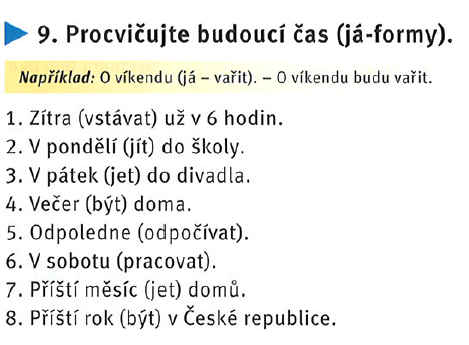 9. Procvičujte budoucí čas (já-formy).
Například: O víkendu (já – vařit). – O víkendu budu vařit.
1. Zítra (vstávat) už v 6 hodin.
2. V pondělí (jít) do školy.
3. V pátek (jet) do divadla.
4. Večer (být) doma.
5. Odpoledne (odpočívat).
6. V sobotu (pracovat).
7. Příští měsíc (jet) domů.
8. Příští rok (být) v České republice.